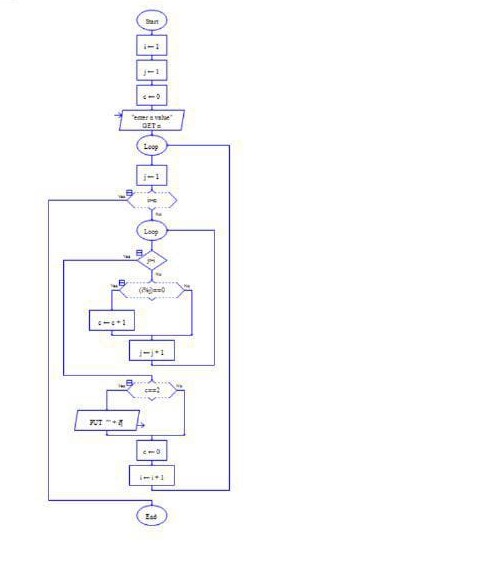 Start
i ← 1
j ← 1
c ← 0
"enter n value"
GET n
Loop
j ← 1
Yes
i>n
No
Loop
Yes
j>i
No
Yes
(i%j)==0
No
c ← c + 1
j ← j + 1
Yes
c==2
No
PUT
c ← 0
i ← i + 1
End